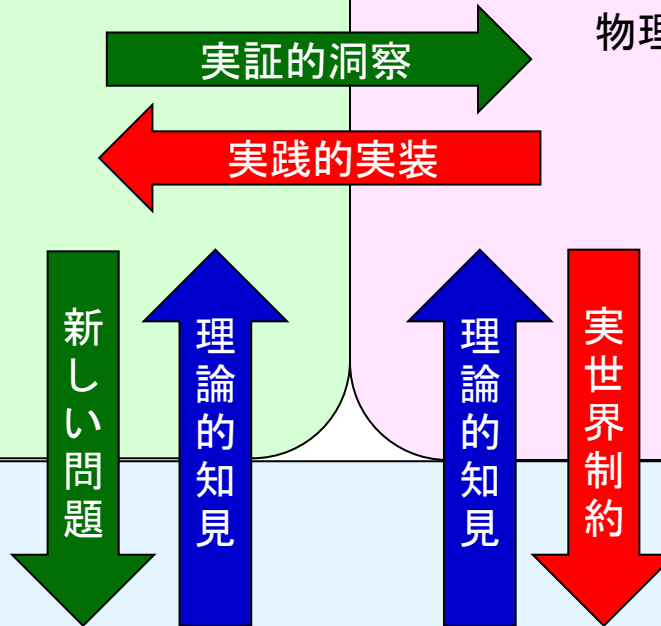 物理
実証的洞察
実践的実装
新しい問題
理論的知見
理論的知見
実世界制約